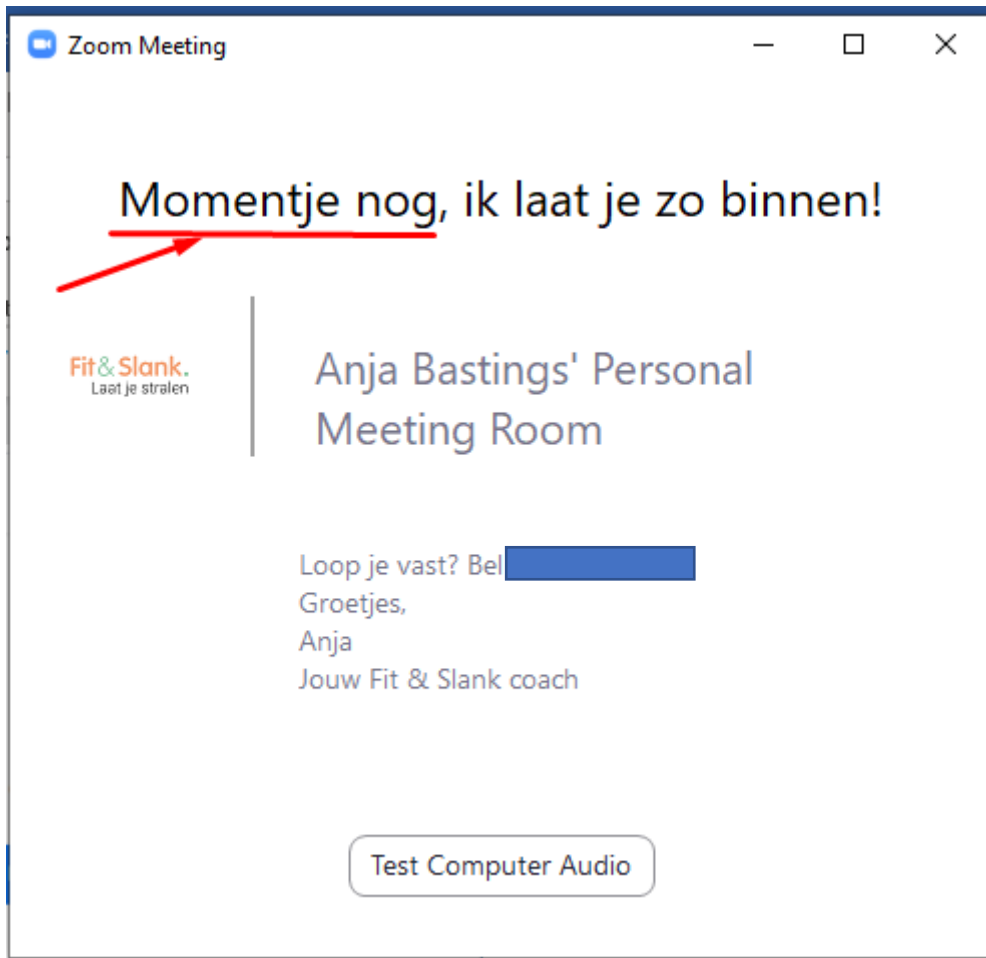 Zoom Meeting
Momentje nog, ik laat je zo binnen!
Fit & Slank.
Laat je stralen
Anja Bastings' Personal
Meeting Room
Loop je vast? Bel
Groetjes,
Anja
Jouw Fit & Slank coach
Test Computer Audio